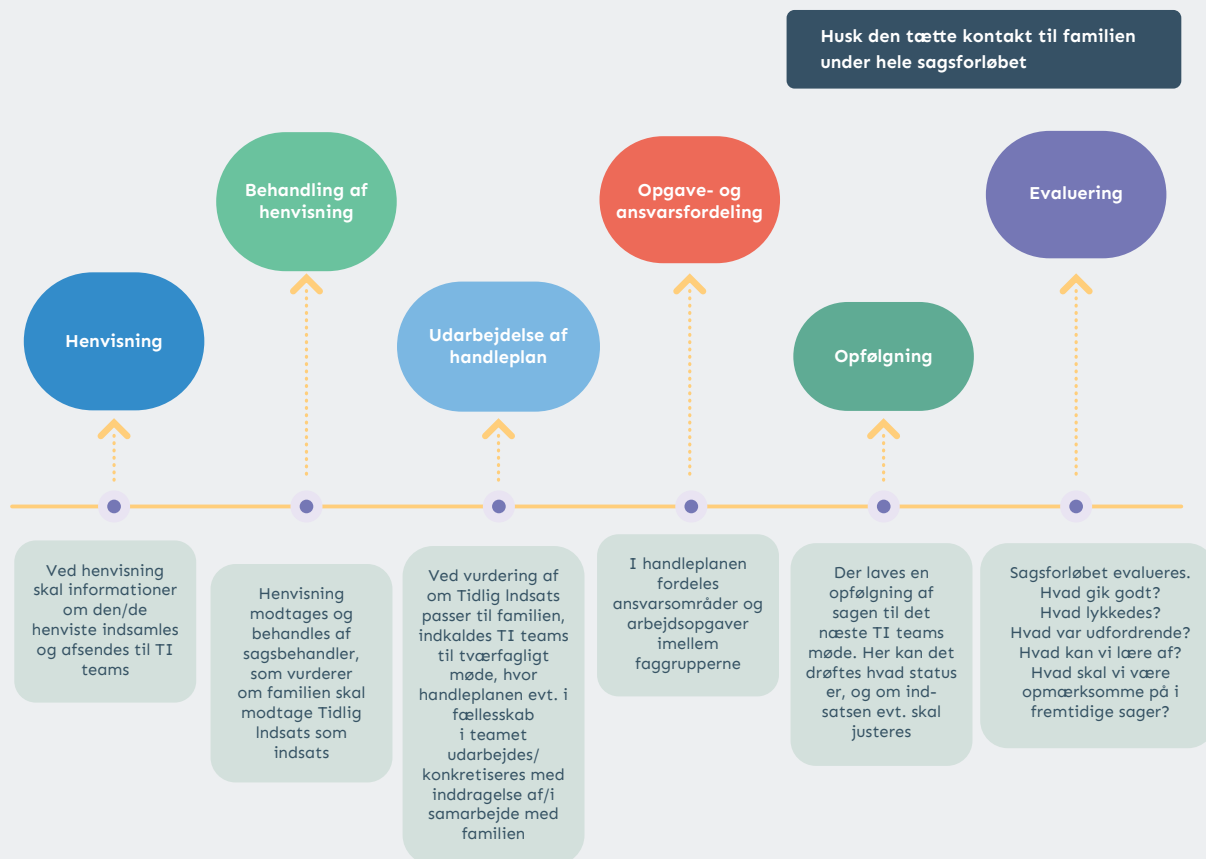 Husk den tætte kontakt til familien
under hele sagsforløbet
Henvisning
Behandling af
henvisning
Udarbejdelse af
handleplan
Opgave- og
ansvarsfordeling
Opfølgning
Evaluering
Ved henvisning
skal informationer
om den/de
henviste indsamles
og afsendes til TI
teams
Henvisning
modtages og
behandles af
sagsbehandler,
som vurderer
om familien skal
modtage Tidlig
Indsats som
indsats
Ved vurdering af
om Tidlig Indsats
passer til familien,
indkaldes TI teams
til tværfagligt
møde, hvor
handleplanen evt. i
fællesskab
i teamet
udarbejdes/
konkretiseres med
inddragelse af/i
samarbejde med
familien
I handleplanen
fordeles
ansvarsområder og
arbejdsopgaver
imellem
faggrupperne
Der laves en
opfølgning af
sagen til det
næste TI teams
møde. Her kan det
drøftes hvad status
er, og om ind-
satsen evt. skal
justeres
Sagsforløbet evalueres.
Hvad gik godt?
Hvad lykkedes?
Hvad var udfordrende?
Hvad kan vi lære af?
Hvad skal vi være
opmærksomme på i
fremtidige sager?